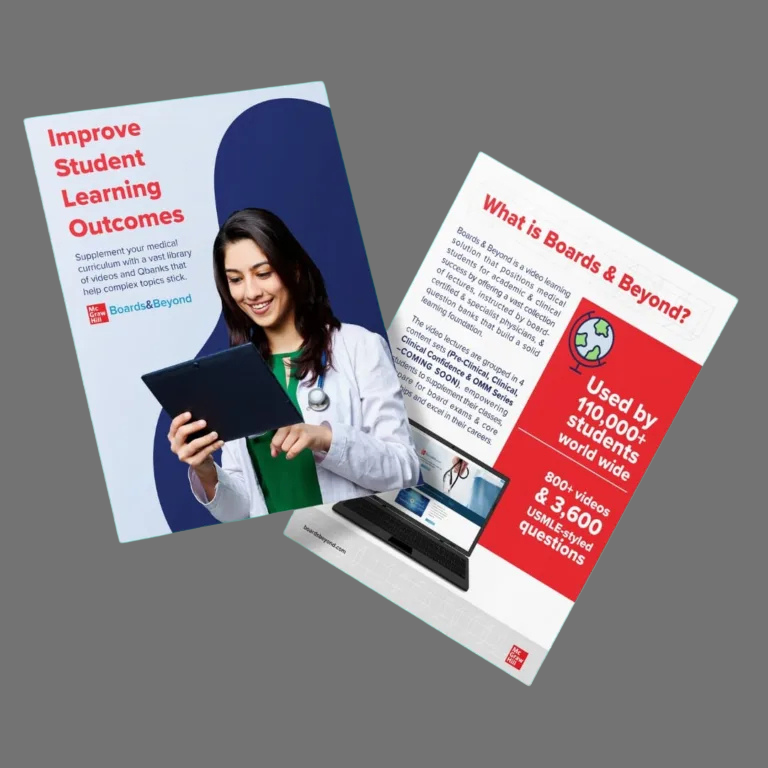 Improve
Student
Learning
Outcomes
Supplement your medical
curriculum with a vast library
of videos and Qbanks that
help complex topics stick.
Mc
Graw
Hill
Boards&Beyond
What is Boards & Beyond?
Boards & Beyond is a video learning
solution that positions medical
students for academic & clinical
success by offering a vast collection
of lectures, instructed by board-
certified & specialist physicians, &
question banks that build a solid
learning foundation.
The video lectures are grouped in 4
content sets (Pre-Clinical, Clinical,
Clinical Confidence & OMM Series
–COMING SOON), empowering
students to supplement their classes,
for board exams & core
and excel in their careers.
Used by
110,000+
students
world wide
800+ videos
& 3,600
USMLE-styled
questions
boardsbeyond.com
Mc
Graw
Hill